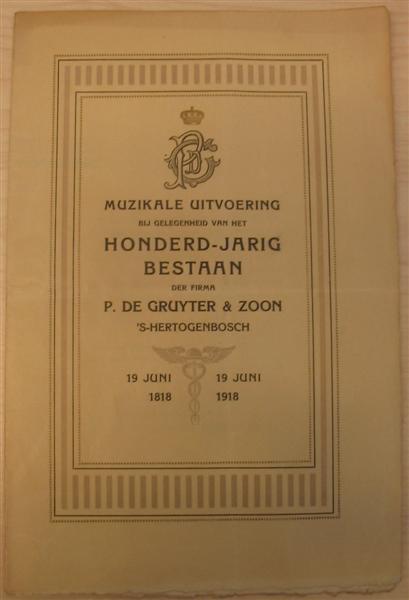 MUZIKALE UITVOERING
BIJ GELEGENHEID VAN HET
HONDERD-JARIG
BESTAAN
DER FIRMA
P. DE GRUYTER & ZOON
'S-HERTOGENBOSCH
19 JUNI 19 JUNI
1818 1918